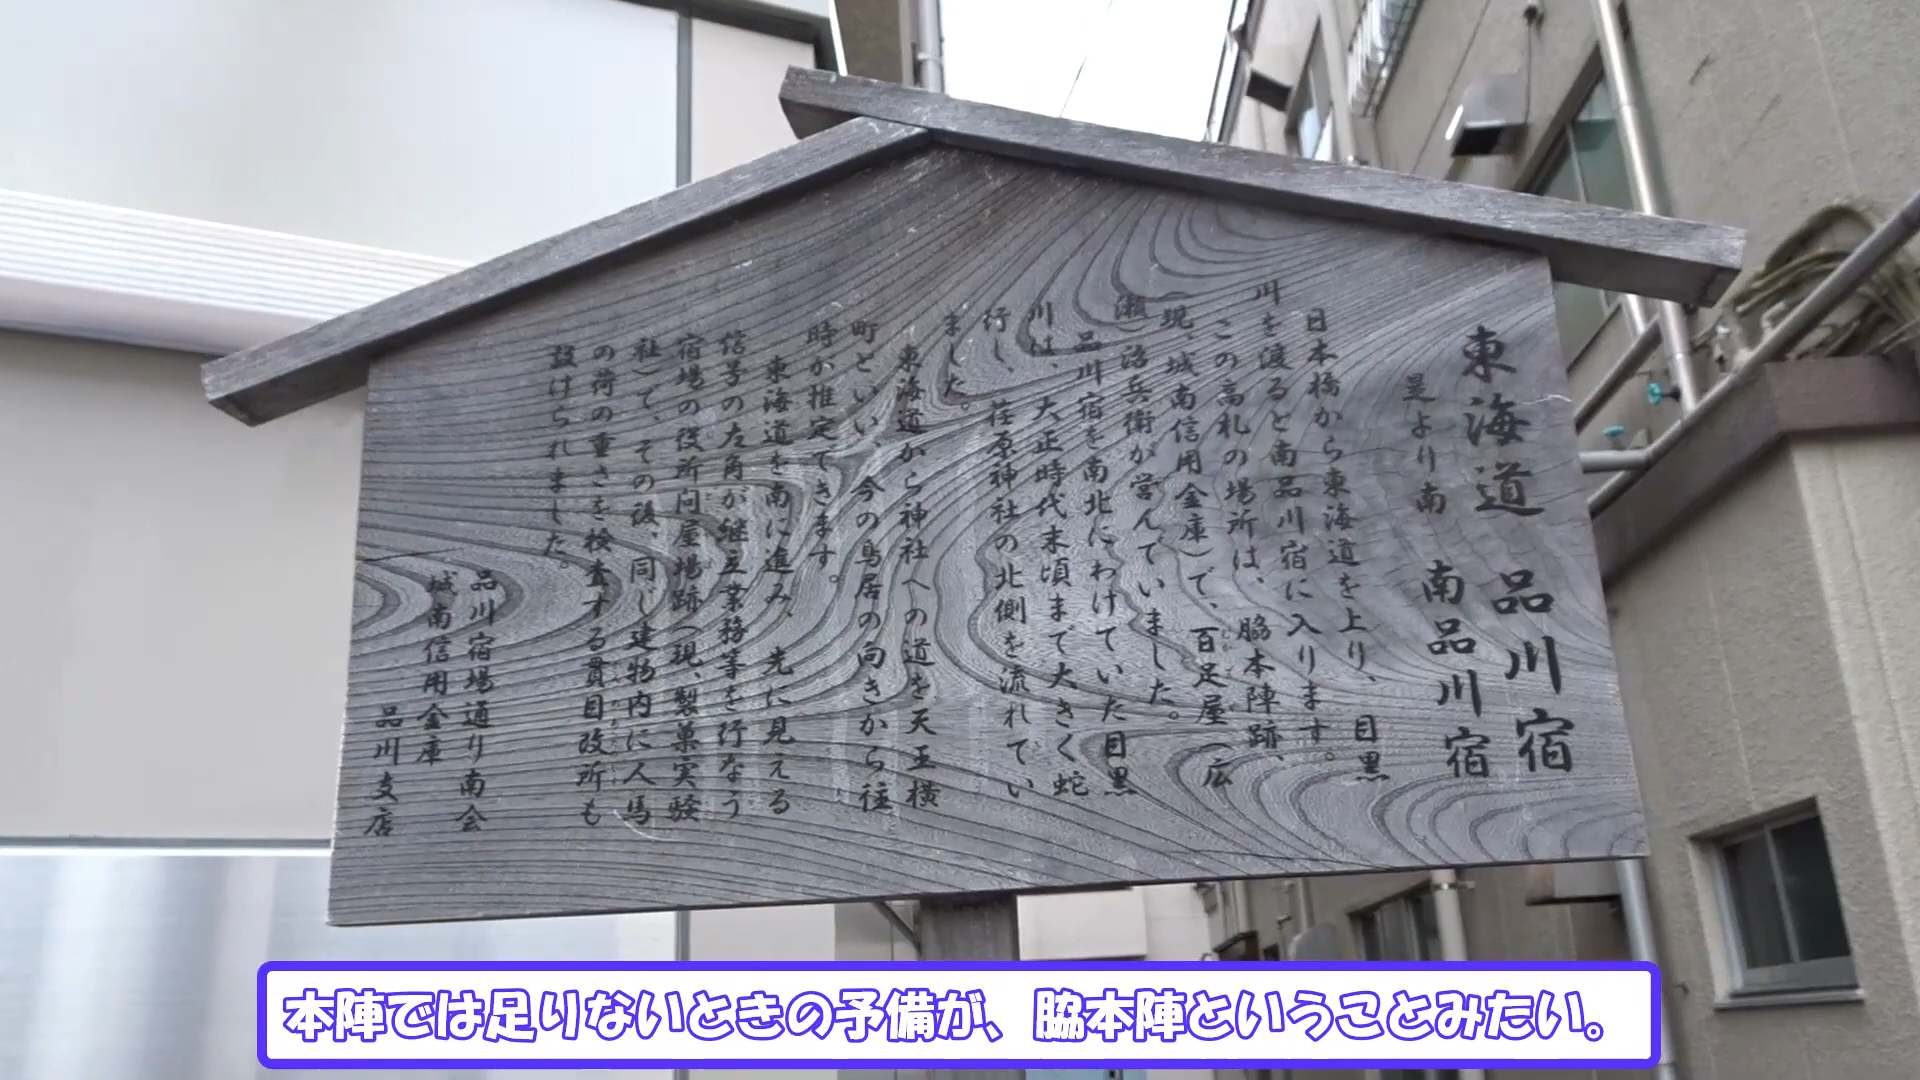 東海道 品川宿
是より南 南品川宿
日本橋から東海道を上り、目黒
川を渡ると南品川宿に入ります。
この高札の場所は、脇本陣跡、
百足屋(広
(現、城南信用金庫)で、
瀬)治兵衛が営んでいました。
品川宿を南北にわけていた目黒
川は、大正時代末頃まで大きく蛇
行し、荏原神社の北側を流れてい
ました。
東海道から神社への道を天王横
町といい、今の鳥居の向きから往
時が推定できます。
東海道を南に進み、先に見える
信号の左角が継立業務等を行なう
宿場の役所問屋場跡(現、製菓実験
社)で、その後、同じ建物内に人馬
の荷の重さを検査する貫目改所も
設けられました。
品川宿場通り南会
城南信用金庫
品川支店
本陣では足りないときの予備が、脇本陣ということみたい。